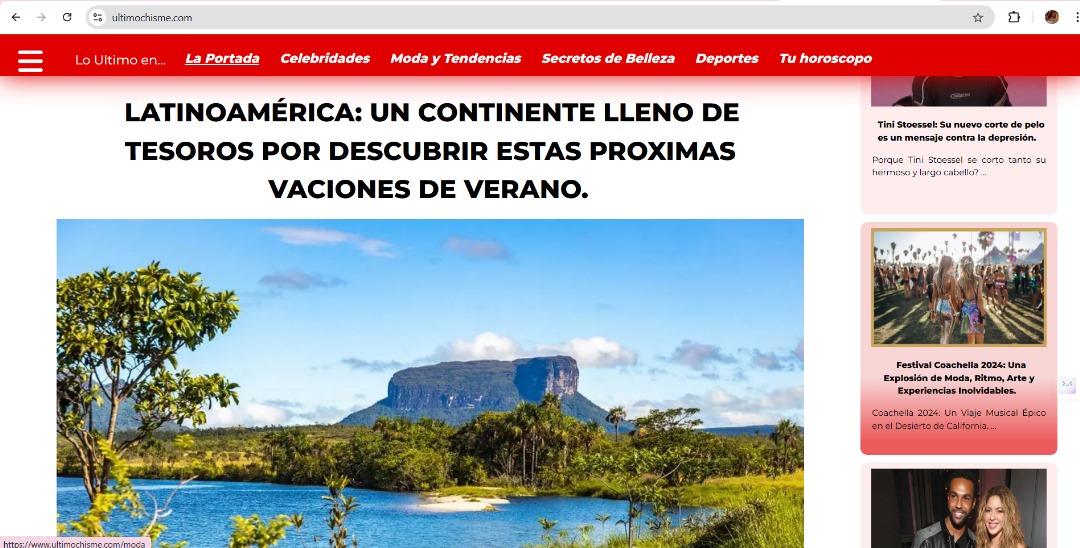 ultimochisme.com
Lo Ultimo en... La Portada Celebridades Moda y Tendencias Secretos de Belleza Deportes Tu horoscopo
LATINOAMÉRICA: UN CONTINENTE LLENO DE
TESOROS POR DESCUBRIR ESTAS PROXIMAS
VACIONES DE VERANO.
Tini Stoessel: Su nuevo corte de pelo
es un mensaje contra la depresión.
Porque Tini Stoessel se corto tanto su
hermoso y largo cabello? ...
Festival Coachella 2024: Una
Explosión de Moda, Ritmo, Arte y
Experiencias Inolvidables.
Coachella 2024: Un Viaje Musical Épico
en el Desierto de California. ...
https://www.ultimochisme.com/moda